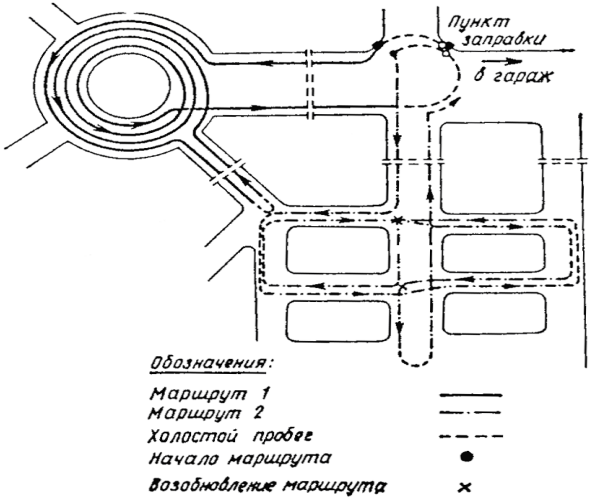 Пункт
заправки
в гараж
Обозначения:
Маршрут 1
Маршрут 2
Холостой пробег
Начало маршрута
Возобновление маршрута